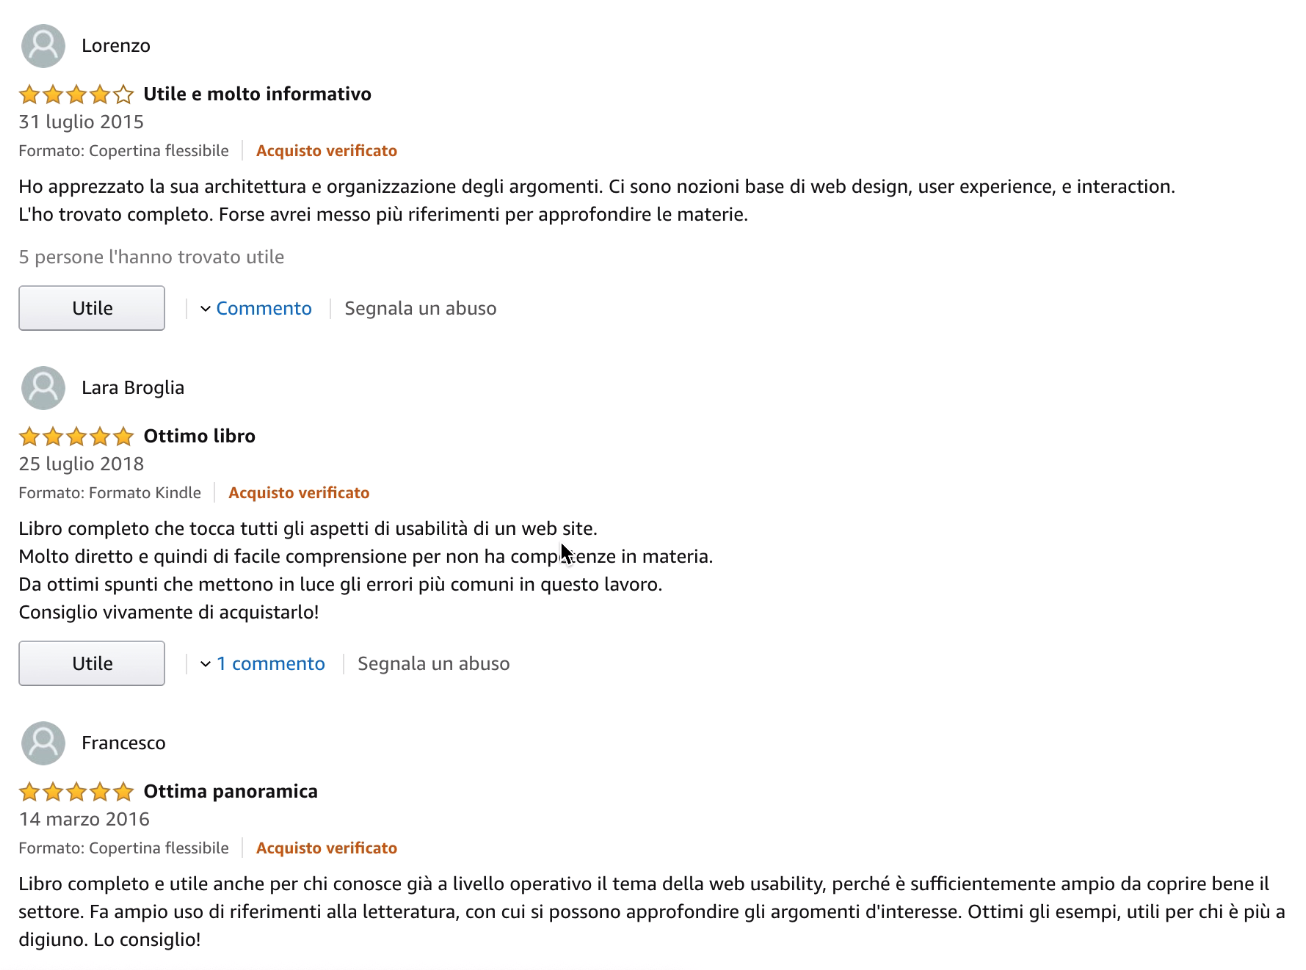 Lorenzo
Utile e molto informativo
31 luglio 2015
Formato: Copertina flessibile Acquisto verificato
Ho apprezzato la sua architettura e organizzazione degli argomenti. Ci sono nozioni base di web design, user experience, e interaction.
L'ho trovato completo. Forse avrei messo più riferimenti per approfondire le materie.
5 persone l'hanno trovato utile
Utile Commento Segnala un abuso
Lara Broglia
Ottimo libro
25 luglio 2018
Formato: Formato Kindle Acquisto verificato
Libro completo che tocca tutti gli aspetti di usabilità di un web site.
Molto diretto e quindi di facile comprensione per non ha competenze in materia.
Da ottimi spunti che mettono in luce gli errori più comuni in questo lavoro.
Consiglio vivamente di acquistarlo!
Utile 1 commento Segnala un abuso
Francesco
Ottima panoramica
14 marzo 2016
Formato: Copertina flessibile Acquisto verificato
Libro completo e utile anche per chi conosce già a livello operativo il tema della web usability, perché è sufficientemente ampio da coprire bene il
settore. Fa ampio uso di riferimenti alla letteratura, con cui si possono approfondire gli argomenti d'interesse. Ottimi gli esempi, utili per chi è più a
digiuno. Lo consiglio!